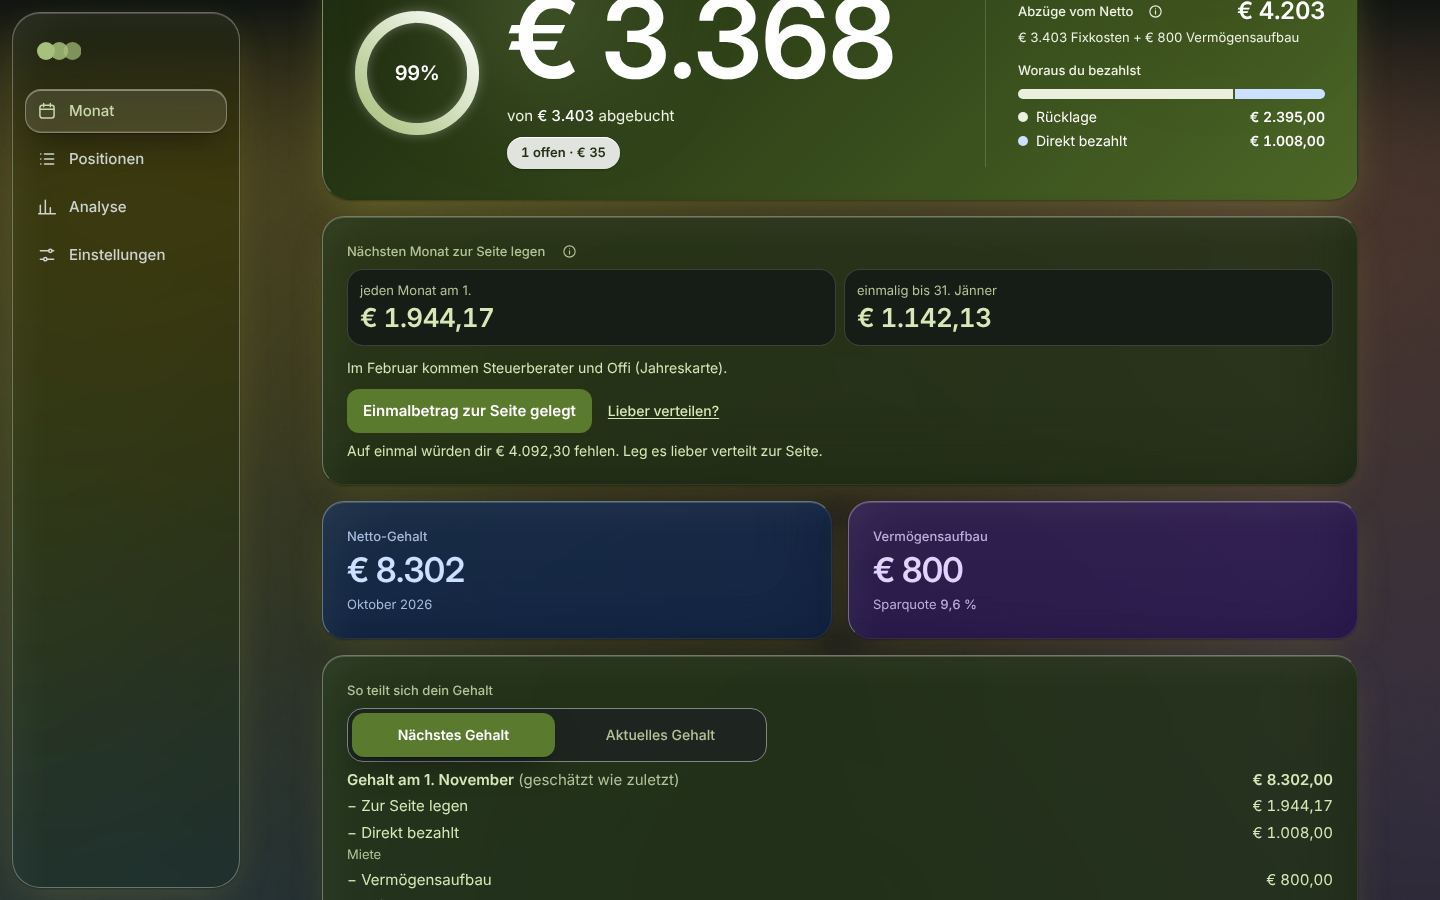 Monat
Positionen
Analyse
Einstellungen
99%
€ 3.368
von € 3.403 abgebucht
1 offen · € 35
Abzüge vom Netto
€ 4.203
€ 3.403 Fixkosten + € 800 Vermögensaufbau
Woraus du bezahlst
Rücklage € 2.395,00
Direkt bezahlt € 1.008,00
Nächsten Monat zur Seite legen
jeden Monat am 1.
€ 1.944,17
einmalig bis 31. Jänner
€ 1.142,13
Im Februar kommen Steuerberater und Offi (Jahreskarte).
Einmalbetrag zur Seite gelegt
Lieber verteilen?
Auf einmal würden dir € 4.092,30 fehlen. Leg es lieber verteilt zur Seite.
Netto-Gehalt
€ 8.302
Oktober 2026
Vermögensaufbau
€ 800
Sparquote 9,6 %
So teilt sich dein Gehalt
Nächstes Gehalt
Aktuelles Gehalt
Gehalt am 1. November (geschätzt wie zuletzt) € 8.302,00
− Zur Seite legen € 1.944,17
− Direkt bezahlt € 1.008,00
Miete
− Vermögensaufbau € 800,00